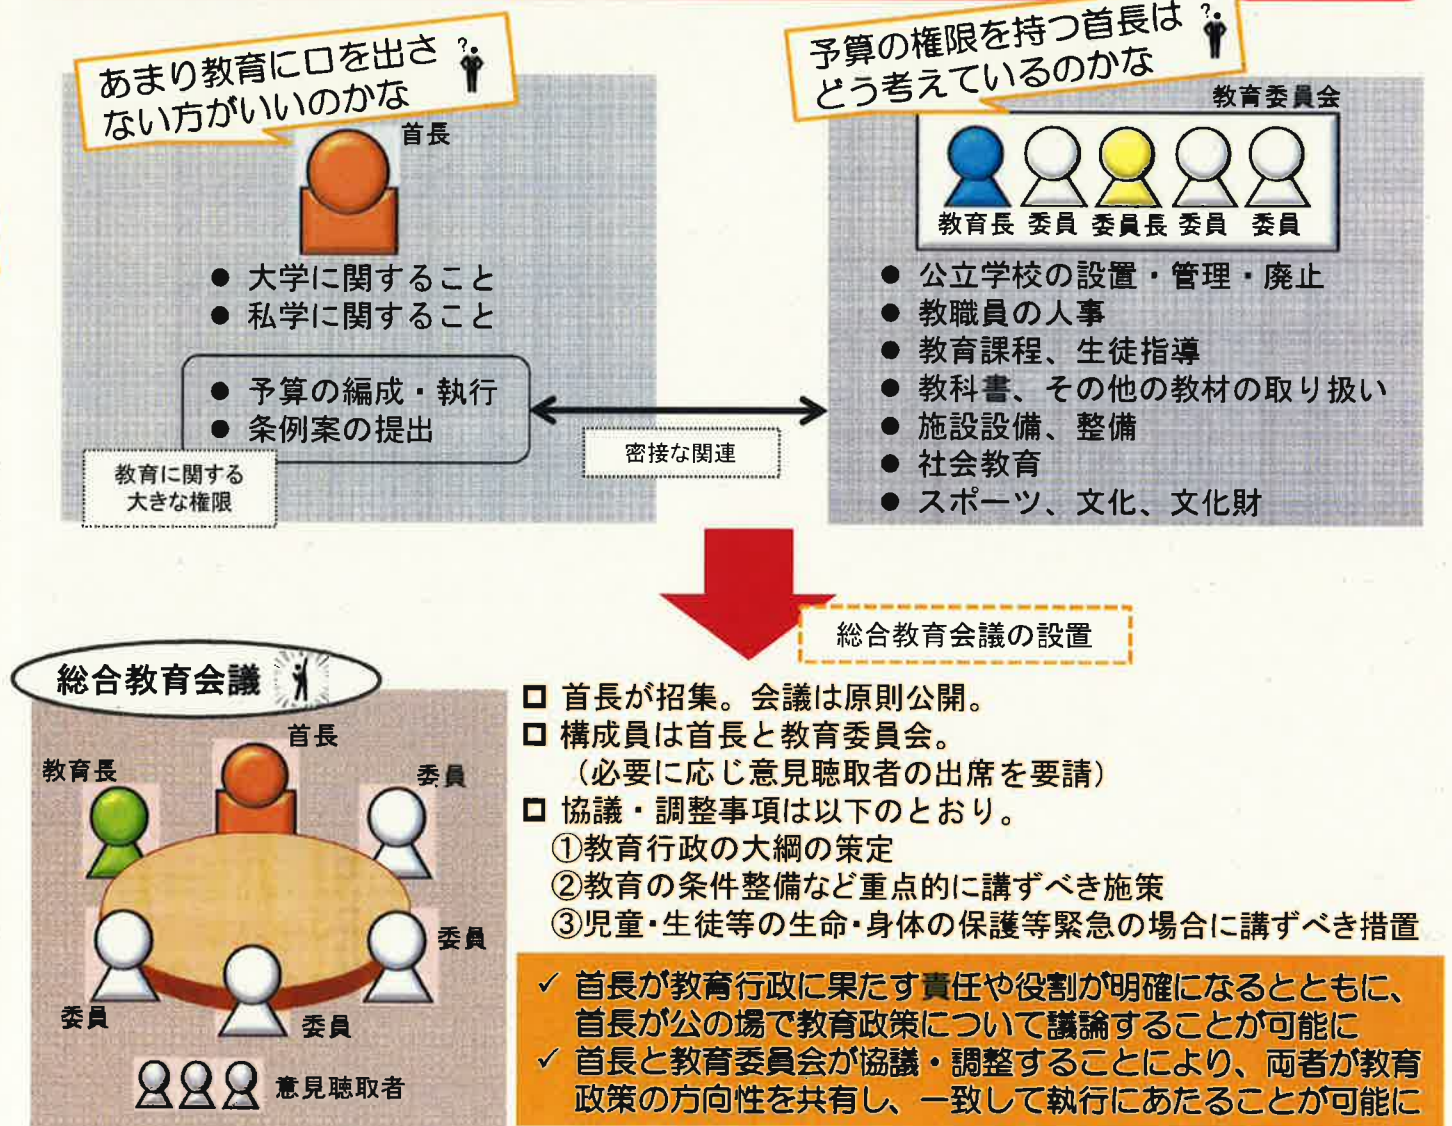 あまり教育に口を出さ
ない方がいいのかな
首長
● 大学に関すること
● 私学に関すること
● 予算の編成・執行
● 条例案の提出
教育に関する
大きな権限
密接な関連
予算の権限を持つ首長は
どう考えているのかな
教育委員会
教育長 委員 委員長 委員 委員
● 公立学校の設置・管理・廃止
● 教職員の人事
● 教育課程、生徒指導
● 教科書、その他の教材の取り扱い
● 施設設備、整備
● 社会教育
● スポーツ、文化、文化財
総合教育会議の設置
総合教育会議
首長
教育長
委員
委員
委員
委員
意見聴取者
□ 首長が招集。会議は原則公開。
□ 構成員は首長と教育委員会。
（必要に応じ意見聴取者の出席を要請）
□ 協議・調整事項は以下のとおり。
①教育行政の大綱の策定
②教育の条件整備など重点的に講ずべき施策
③児童・生徒等の生命・身体の保護等緊急の場合に講ずべき措置
✓ 首長が教育行政に果たす責任や役割が明確になるとともに、
首長が公の場で教育政策について議論することが可能に
✓ 首長と教育委員会が協議・調整することにより、両者が教育
政策の方向性を共有し、一致して執行にあたることが可能に